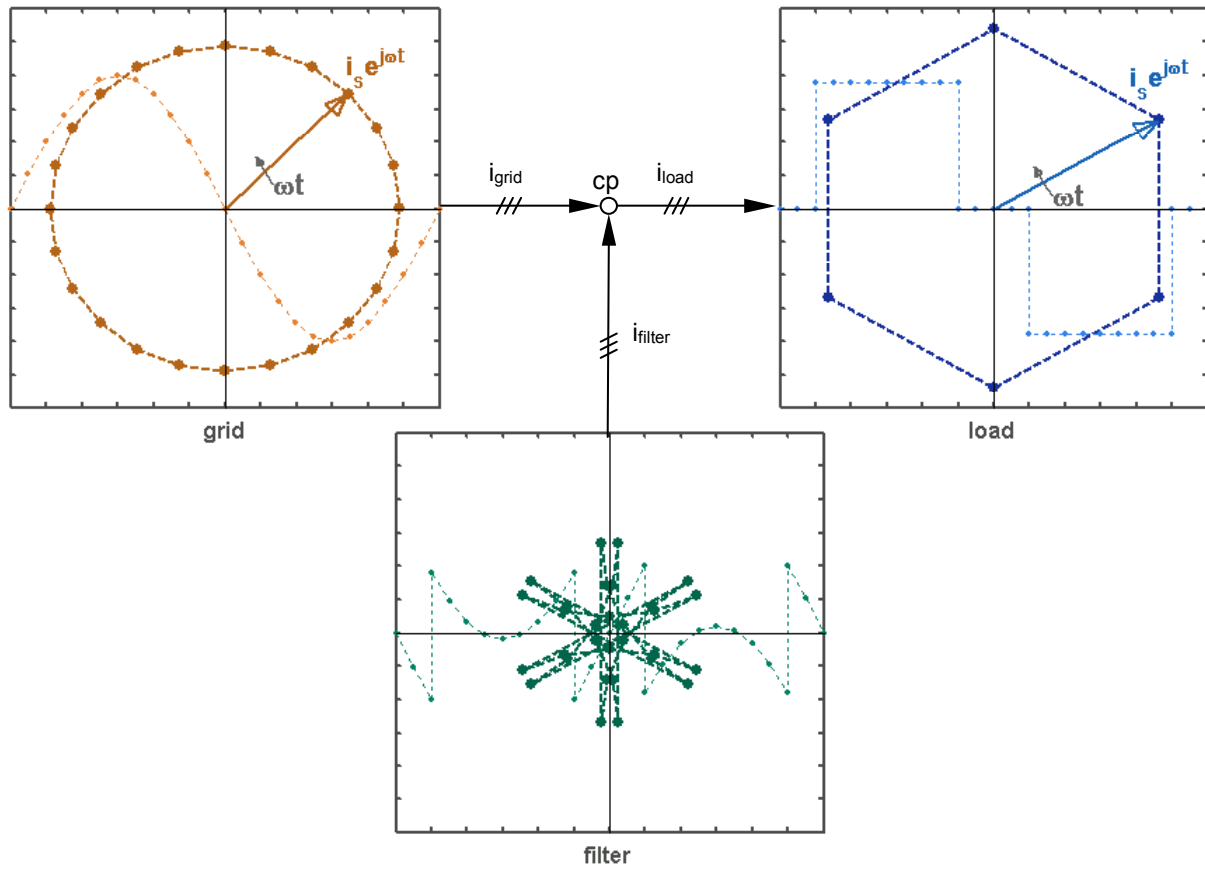 i_s e^{jωt}
ωt
grid
i_grid
cp
i_load
i_filter
i_s e^{jωt}
ωt
load
filter